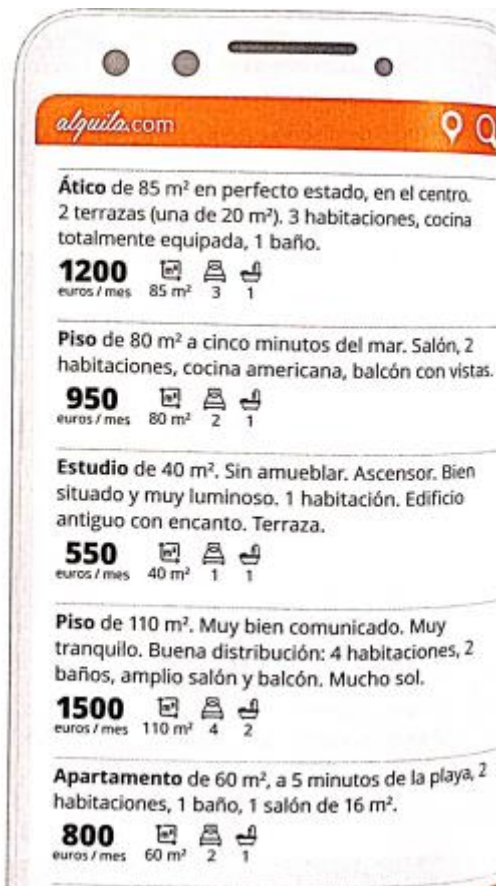 alquila.com
Ático de 85 m² en perfecto estado, en el centro.
2 terrazas (una de 20 m²). 3 habitaciones, cocina
totalmente equipada, 1 baño.
1200 m²
euros / mes 85 m² 3 1
Piso de 80 m² a cinco minutos del mar. Salón, 2
habitaciones, cocina americana, balcón con vistas.
950 m²
euros / mes 80 m² 2 1
Estudio de 40 m². Sin amueblar. Ascensor. Bien
situado y muy luminoso. 1 habitación. Edificio
antiguo con encanto. Terraza.
550 m²
euros / mes 40 m² 1 1
Piso de 110 m². Muy bien comunicado. Muy
tranquilo. Buena distribución: 4 habitaciones, 2
baños, amplio salón y balcón. Mucho sol.
1500 m²
euros / mes 110 m² 4 2
Apartamento de 60 m², a 5 minutos de la playa, 2
habitaciones, 1 baño, 1 salón de 16 m².
800 m²
euros / mes 60 m² 2 1